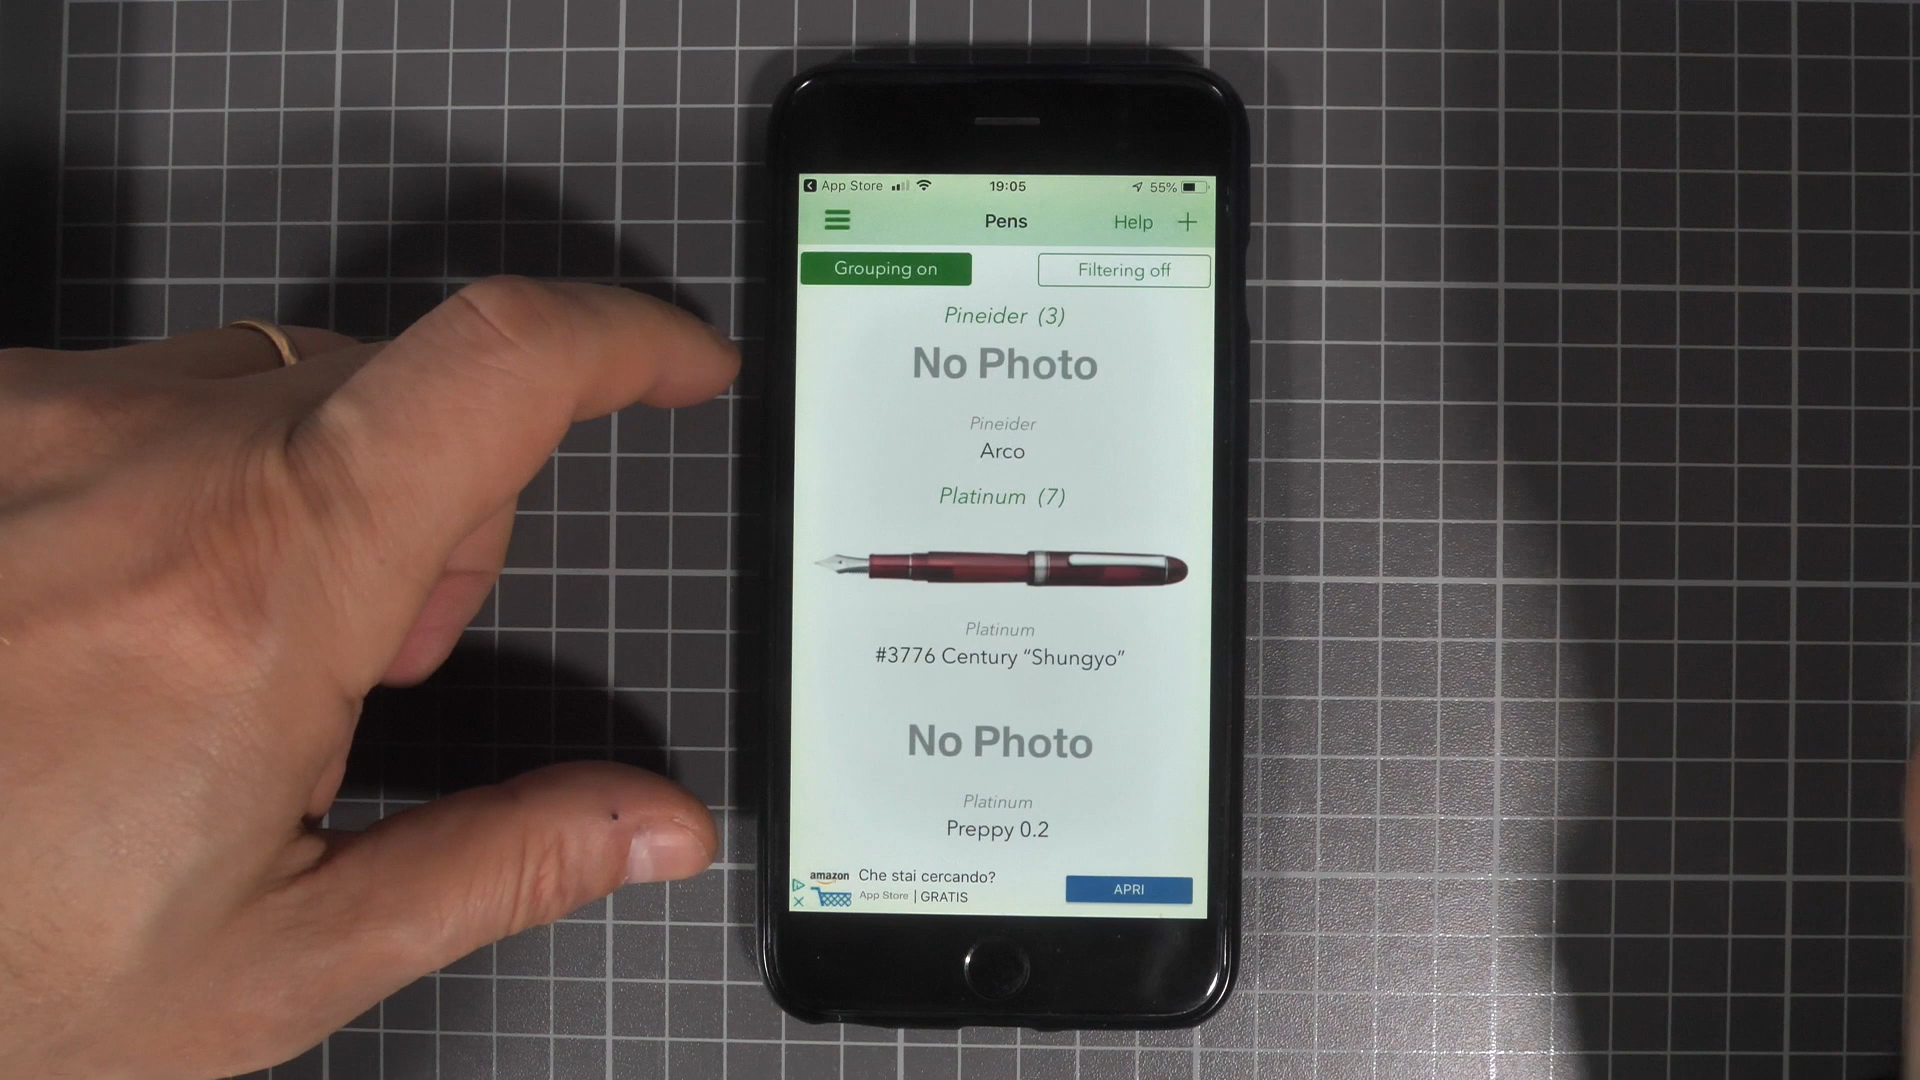 App Store 19:05 55%
Pens Help +
Grouping on Filtering off
Pineider (3)
No Photo
Pineider
Arco
Platinum (7)
Platinum
#3776 Century “Shungyo”
No Photo
Platinum
Preppy 0.2
amazon Che stai cercando?
App Store | GRATIS
APRI